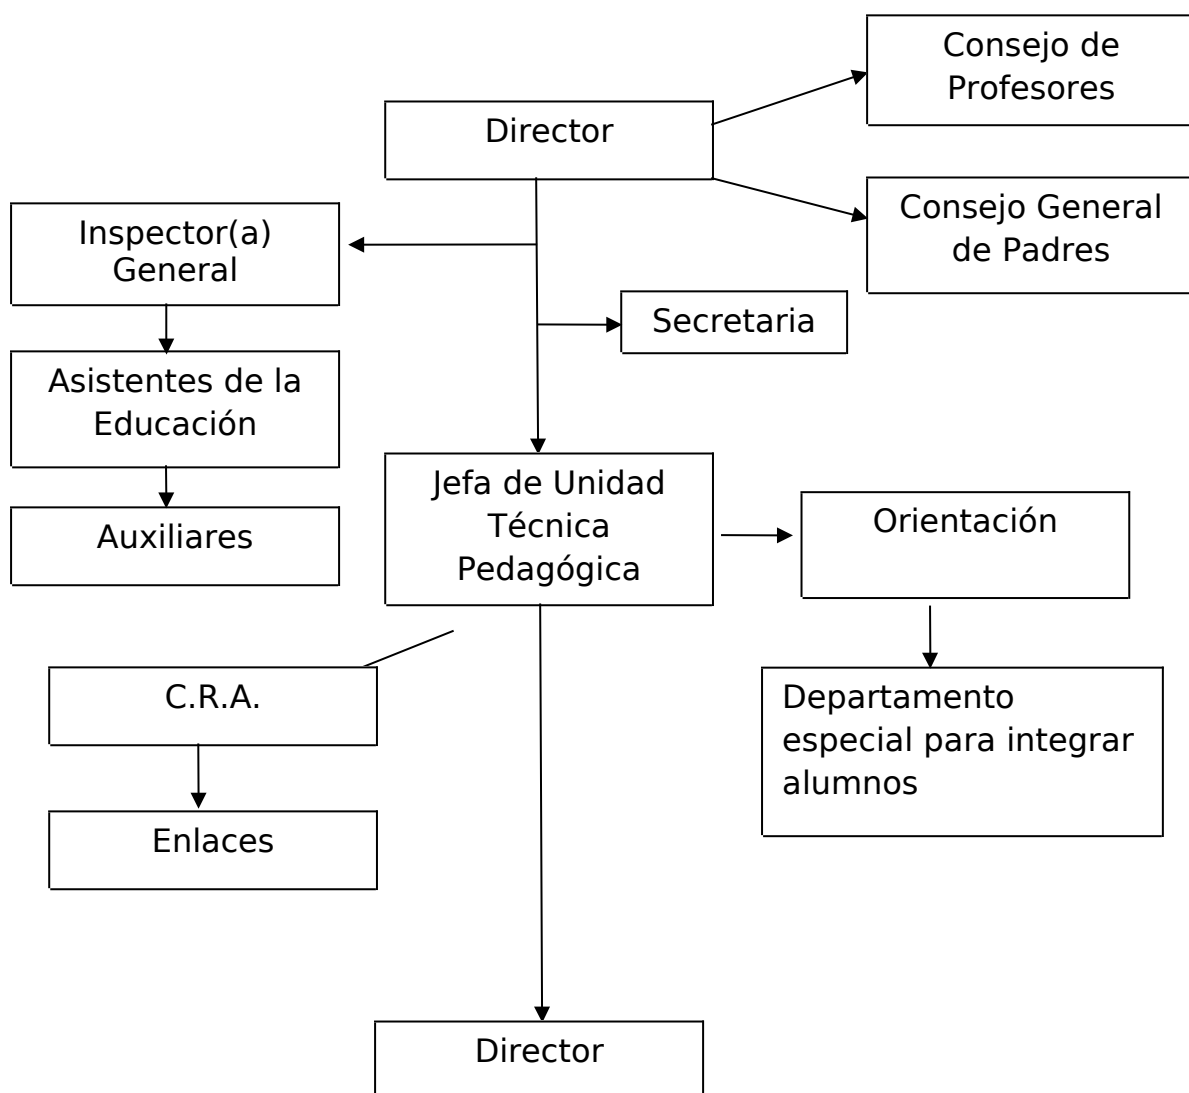 Consejo de
Profesores
Director
Consejo General
de Padres
Inspector(a)
General
Secretaria
Asistentes de la
Educación
Jefa de Unidad
Técnica
Pedagógica
Orientación
Auxiliares
C.R.A.
Departamento
especial para integrar
alumnos
Enlaces
Director